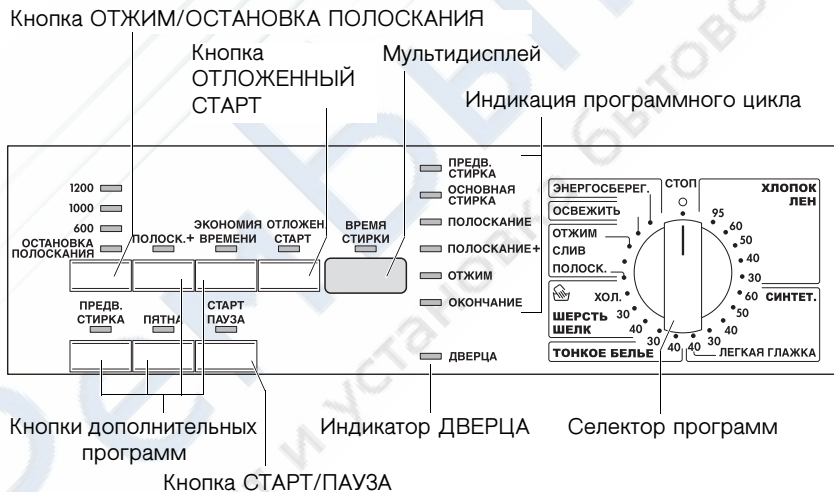 Кнопка ОТЖИМ/ОСТАНОВКА ПОЛОСКАНИЯ
Кнопка
ОТЛОЖЕННЫЙ
СТАРТ
Мультидисплей
Индикация программного цикла
1200
1000
600
ОСТАНОВКА
ПОЛОСКАНИЯ
ПОЛОСК.+
ЭКОНОМИЯ
ВРЕМЕНИ
ОТЛОЖЕН.
СТАРТ
ВРЕМЯ
СТИРКИ
ПРЕДВ.
СТИРКА
ПЯТНА
СТАРТ
ПАУЗА
ПРЕДВ.
СТИРКА
ОСНОВНАЯ
СТИРКА
ПОЛОСКАНИЕ
ПОЛОСКАНИЕ+
ОТЖИМ
ОКОНЧАНИЕ
ДВЕРЦА
ЭНЕРГОСБЕРЕГ.
СТОП
ХЛОПОК
ЛЕН
ОСВЕЖИТЬ
ОТЖИМ
СЛИВ
ПОЛОСК.
95
60
50
40
30
60
СИНТЕТ.
50
40
30
40
ЛЕГКАЯ ГЛАЖКА
ХОЛ.
30
ШЕРСТЬ
ШЕЛК
40
30
40
ТОНКОЕ БЕЛЬЕ
Кнопки дополнительных
программ
Индикатор ДВЕРЦА
Селектор программ
Кнопка СТАРТ/ПАУЗА